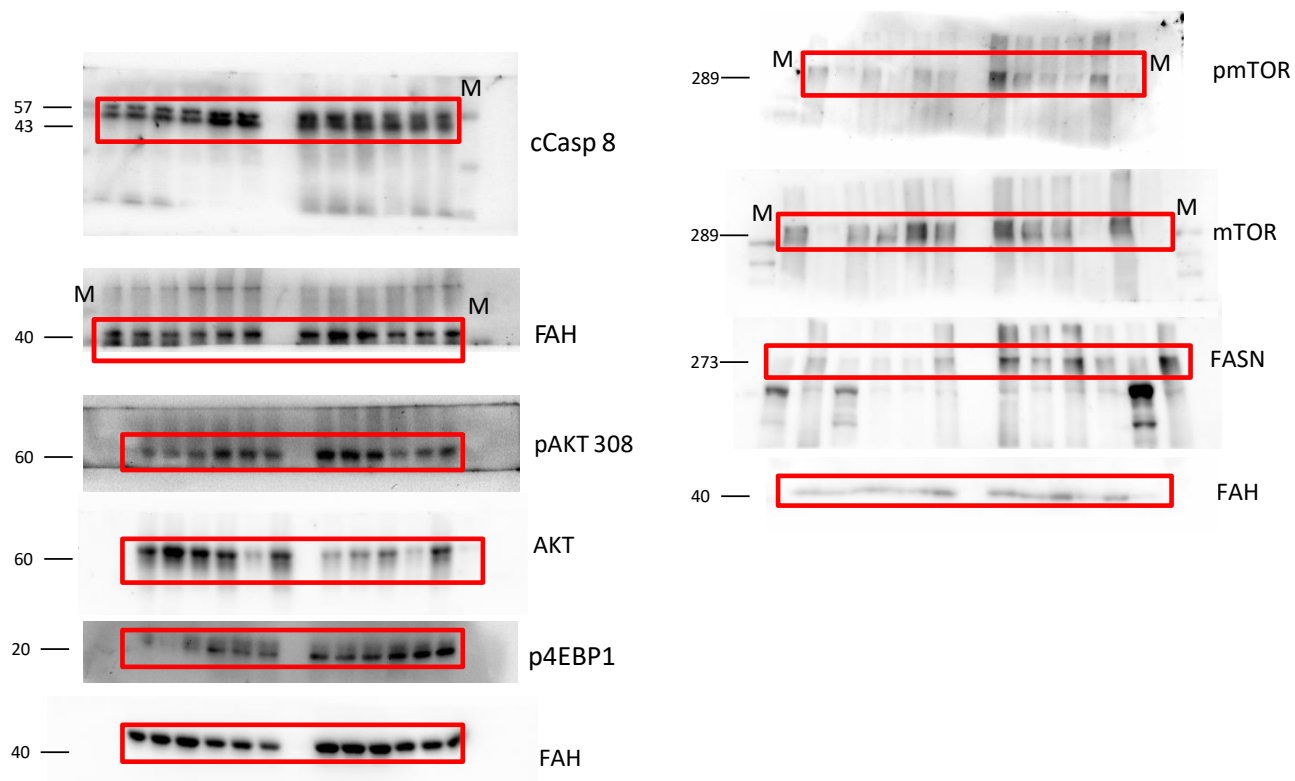 M
57
43
cCasp 8
M
M
40
FAH
60
pAKT 308
60
AKT
20
p4EBP1
40
FAH
M
M
289
pmTOR
M
M
289
mTOR
273
FASN
40
FAH